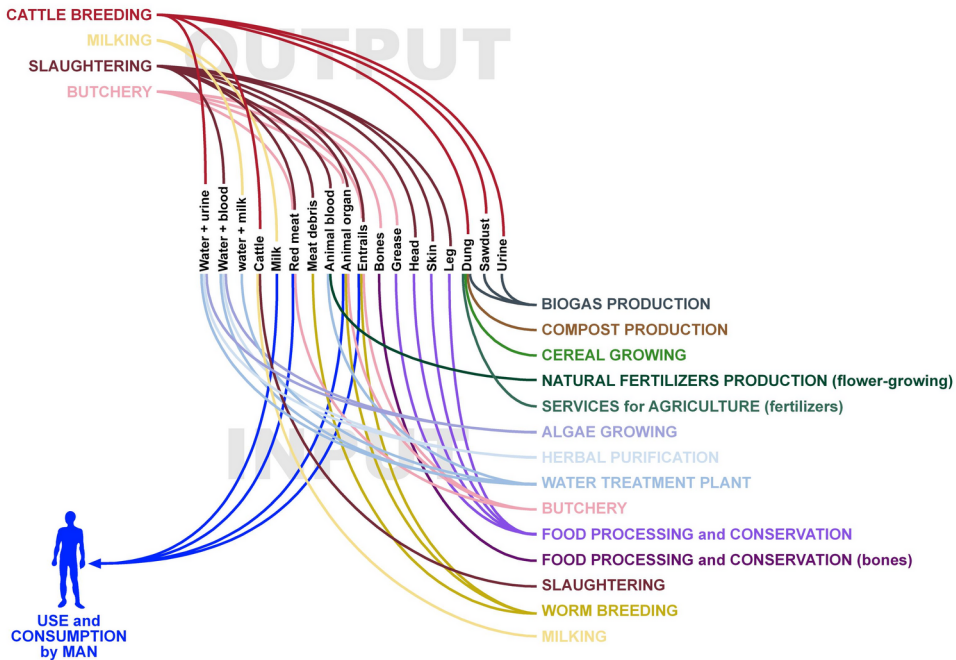 OUTPUT
CATTLE BREEDING
MILKING
SLAUGHTERING
BUTCHERY
Water + urine
Water + blood
water + milk
Cattle
Milk
Red meat
Meat debris
Animal blood
Animal organ
Entrails
Bones
Grease
Head
Skin
Leg
Dung
Sawdust
Urine
BIOGAS PRODUCTION
COMPOST PRODUCTION
CEREAL GROWING
NATURAL FERTILIZERS PRODUCTION (flower-growing)
SERVICES for AGRICULTURE (fertilizers)
ALGAE GROWING
INPUT
HERBAL PURIFICATION
WATER TREATMENT PLANT
BUTCHERY
FOOD PROCESSING and CONSERVATION
FOOD PROCESSING and CONSERVATION (bones)
SLAUGHTERING
WORM BREEDING
MILKING
USE and
CONSUMPTION
by MAN